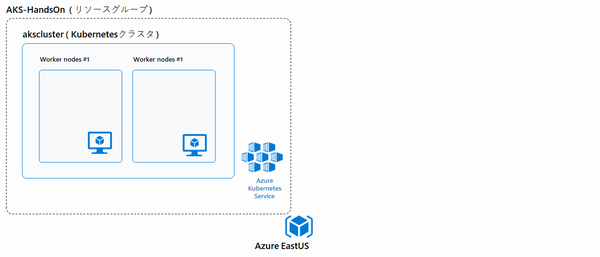 AKS-HandsOn（リソースグループ）
akscluster（Kubernetesクラスタ）
Worker nodes #1
Worker nodes #1
Azure
Kubernetes
Service
Azure EastUS